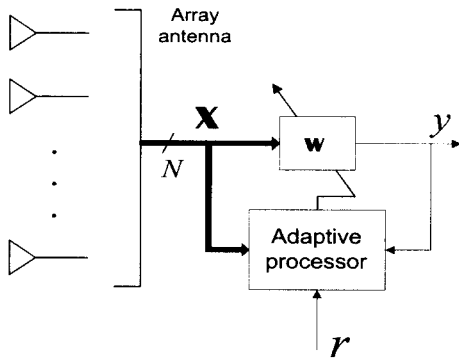 Array
antenna
X
N
w
y
Adaptive
processor
r